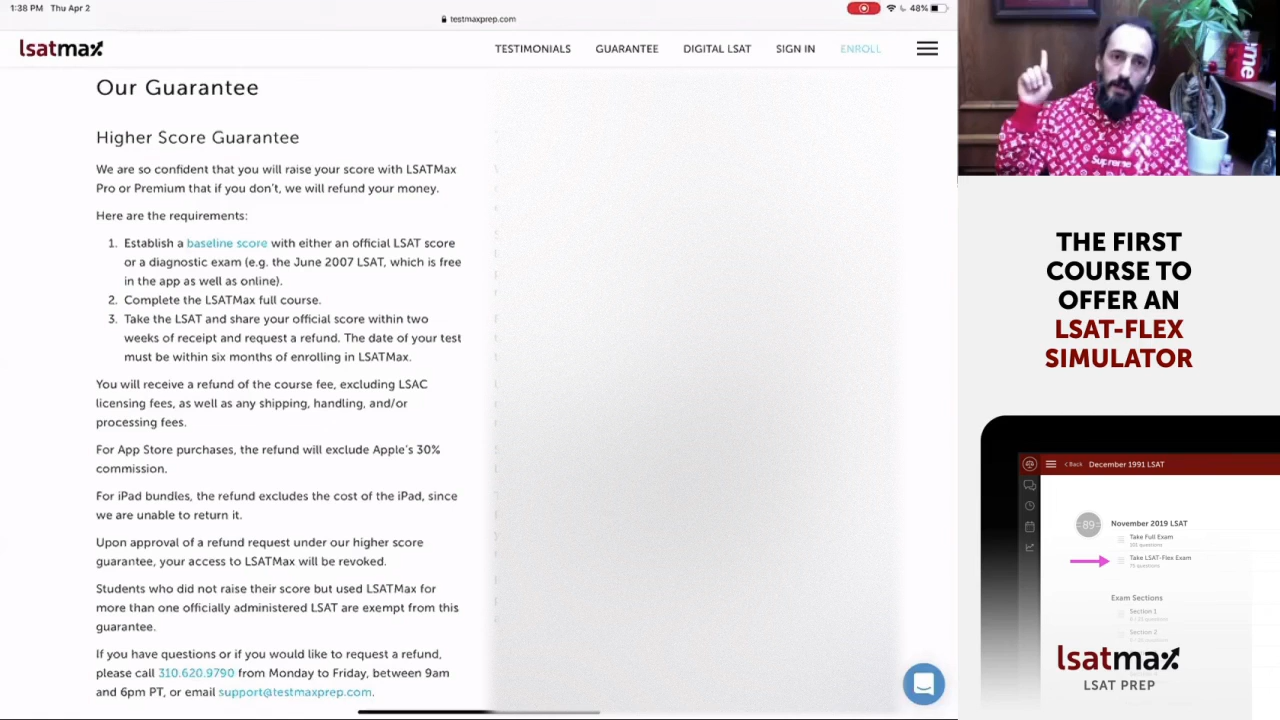 1:38 PM Thu Apr 2
testmaxprep.com
48%
lsatmax
TESTIMONIALS
GUARANTEE
DIGITAL LSAT
SIGN IN
ENROLL
Our Guarantee
Higher Score Guarantee
We are so confident that you will raise your score with LSATMax
Pro or Premium that if you don't, we will refund your money.
Here are the requirements:
1. Establish a baseline score with either an official LSAT score
or a diagnostic exam (e.g. the June 2007 LSAT, which is free
in the app as well as online).
2. Complete the LSATMax full course.
3. Take the LSAT and share your official score within two
weeks of receipt and request a refund. The date of your test
must be within six months of enrolling in LSATMax.
You will receive a refund of the course fee, excluding LSAC
licensing fees, as well as any shipping, handling, and/or
processing fees.
For App Store purchases, the refund will exclude Apple's 30%
commission.
For iPad bundles, the refund excludes the cost of the iPad, since
we are unable to return it.
Upon approval of a refund request under our higher score
guarantee, your access to LSATMax will be revoked.
Students who did not raise their score but used LSATMax for
more than one officially administered LSAT are exempt from this
guarantee.
If you have questions or if you would like to request a refund,
please call 310.620.9790 from Monday to Friday, between 9am
and 6pm PT, or email support@testmaxprep.com.
Supreme
THE FIRST
COURSE TO
OFFER AN
LSAT-FLEX
SIMULATOR
< Back December 1991 LSAT
89
November 2019 LSAT
Take Full Exam
101 questions
Take LSAT-Flex Exam
75 questions
Exam Sections
Section 1
Section 2
lsatmax
LSAT PREP